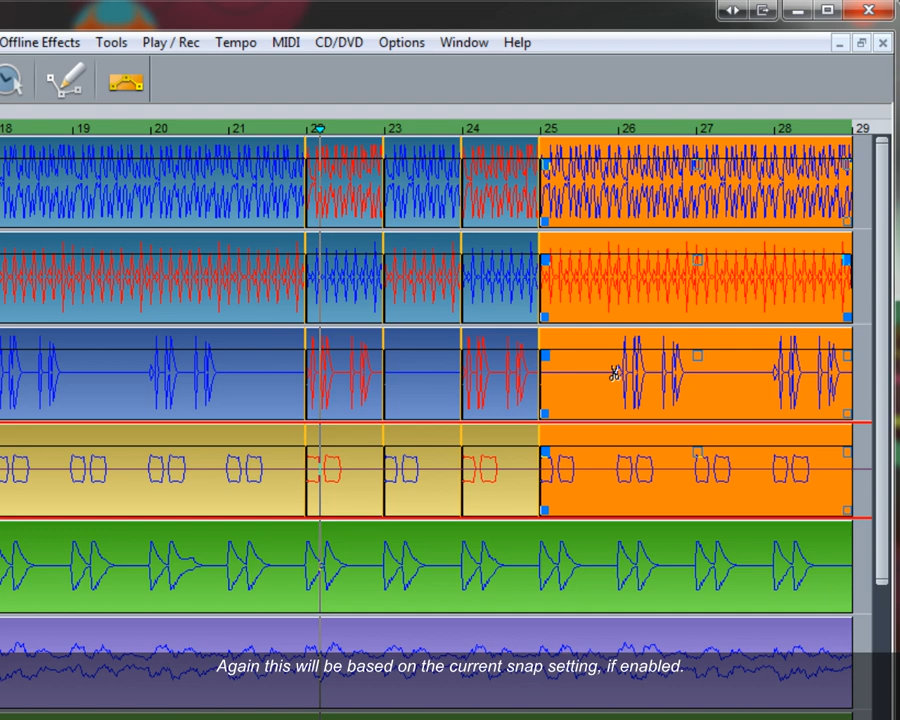 Offline Effects Tools Play / Rec Tempo MIDI CD/DVD Options Window Help
18 19 20 21 23 24 25 26 27 28 29
Again this will be based on the current snap setting, if enabled.